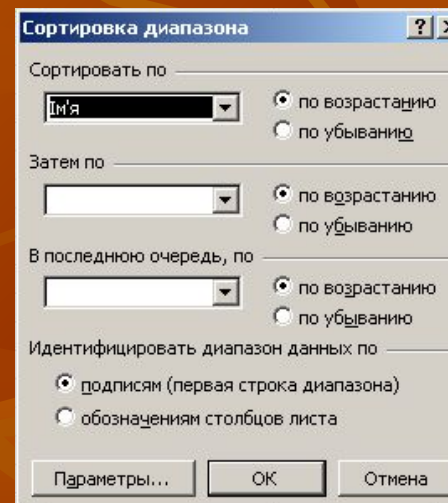 Сортировка диапазона
Сортировать по
Ім'я
по возрастанию
по убыванию
Затем по
по возрастанию
по убыванию
В последнюю очередь, по
по возрастанию
по убыванию
Идентифицировать диапазон данных по
подписям (первая строка диапазона)
обозначениям столбцов листа
Параметры... ОК Отмена